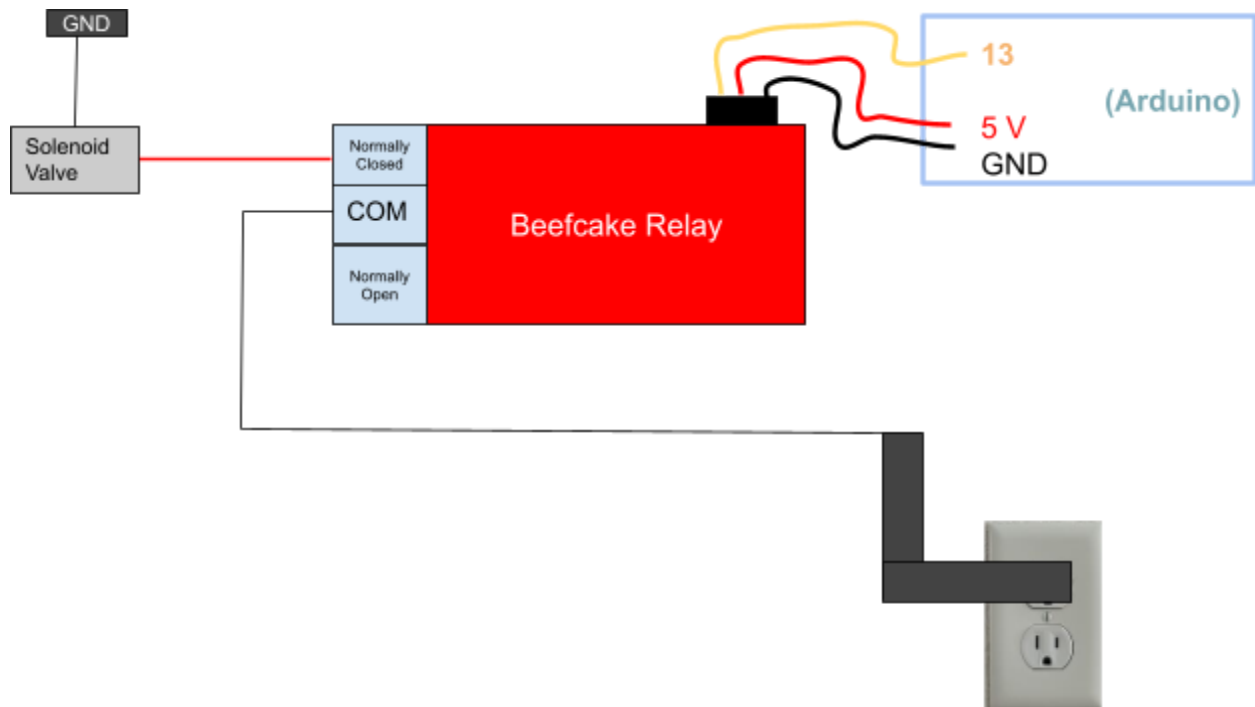 GND
13
(Arduino)
5 V
GND
Solenoid
Valve
Normally
Closed
COM
Normally
Open
Beefcake Relay